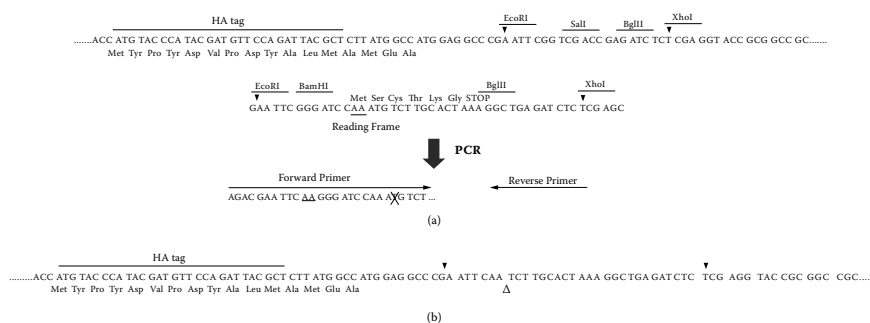 HA tag EcoRI SalI BglII XhoI
.......ACC ATG TAC CCA TAC GAT GTT CCA GAT TAC GCT CTT ATG GCC ATG GAG GCC CGA ATT CGG TCG ACC GAG ATC TCT CGA GGT ACC GCG GCC GC.......
Met Tyr Pro Tyr Asp Val Pro Asp Tyr Ala Leu Met Ala Met Glu Ala
EcoRI BamHI BglII XhoI
Met Ser Cys Thr Lys Gly STOP
GAA TTC GGG ATC CAA ATG TCT TGC ACT AAA GGC TGA GAT CTC TCG AGC
Reading Frame
PCR
Forward Primer Reverse Primer
AGAC GAA TTC AA GGG ATC CAA ATG TCT ...
(a)
HA tag
.........ACC ATG TAC CCA TAC GAT GTT CCA GAT TAC GCT CTT ATG GCC ATG GAG GCC CGA ATT CAA TCT TGCACT AAA GGCTGAGATCTC TCG AGG TAC CGC GGC CGC....
Met Tyr Pro Tyr Asp Val Pro Asp Tyr Ala Leu Met Ala Met Glu Ala Δ
(b)